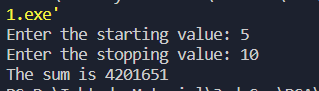 1.exe'
Enter the starting value: 5
Enter the stopping value: 10
The sum is 4201651